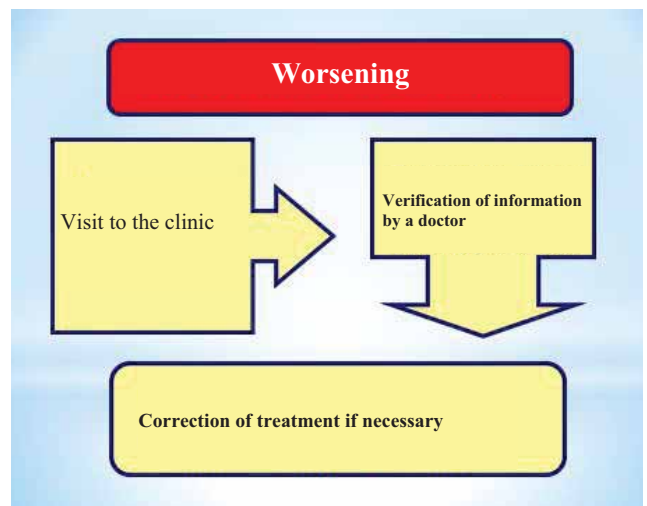 Worsening
Visit to the clinic
Verification of information
by a doctor
Correction of treatment if necessary